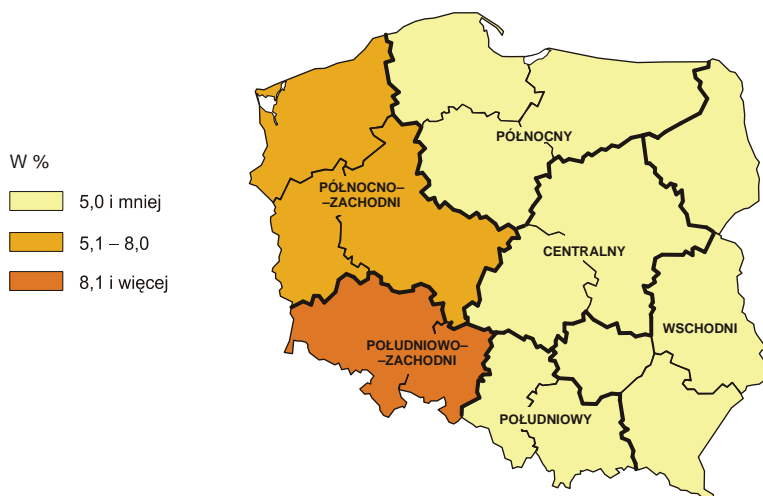 W %
5,0 i mniej
5,1 – 8,0
8,1 i więcej
PÓŁNOCNY
PÓŁNOCNO–
–ZACHODNI
CENTRALNY
WSCHODNI
POŁUDNIOWO–
–ZACHODNI
POŁUDNIOWY